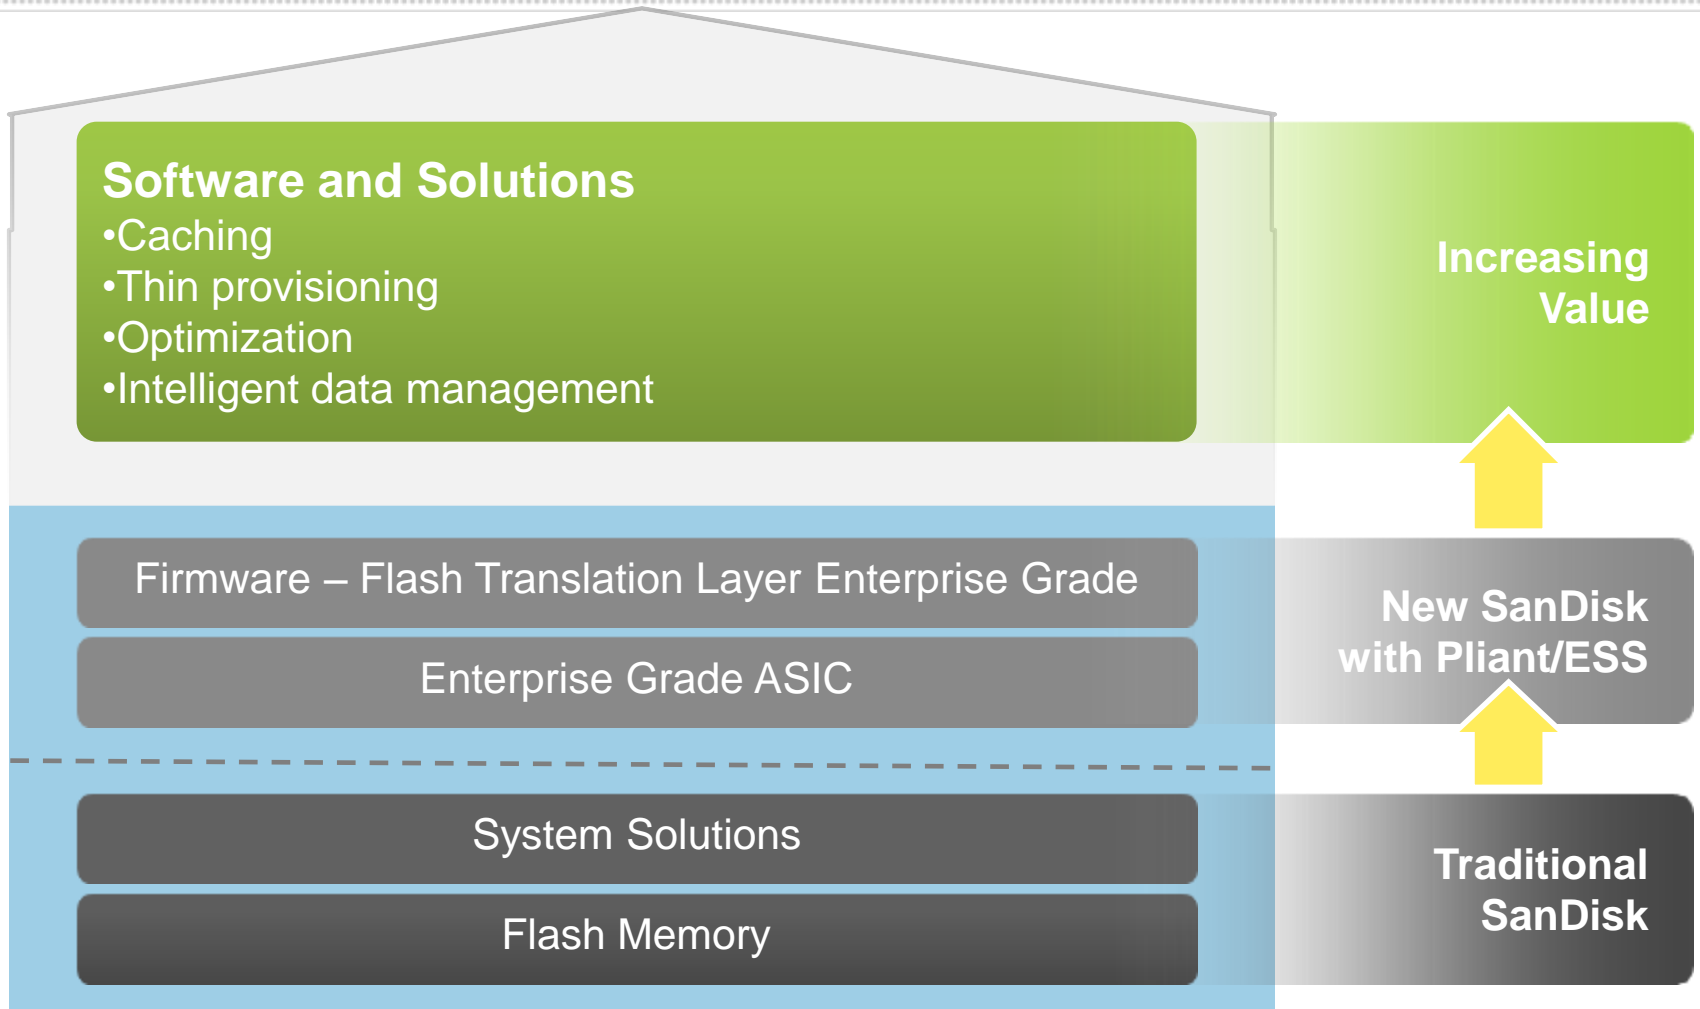 Software and Solutions
•Caching
•Thin provisioning
•Optimization
•Intelligent data management
Increasing
Value
Firmware – Flash Translation Layer Enterprise Grade
Enterprise Grade ASIC
New SanDisk
with Pliant/ESS
System Solutions
Flash Memory
Traditional
SanDisk